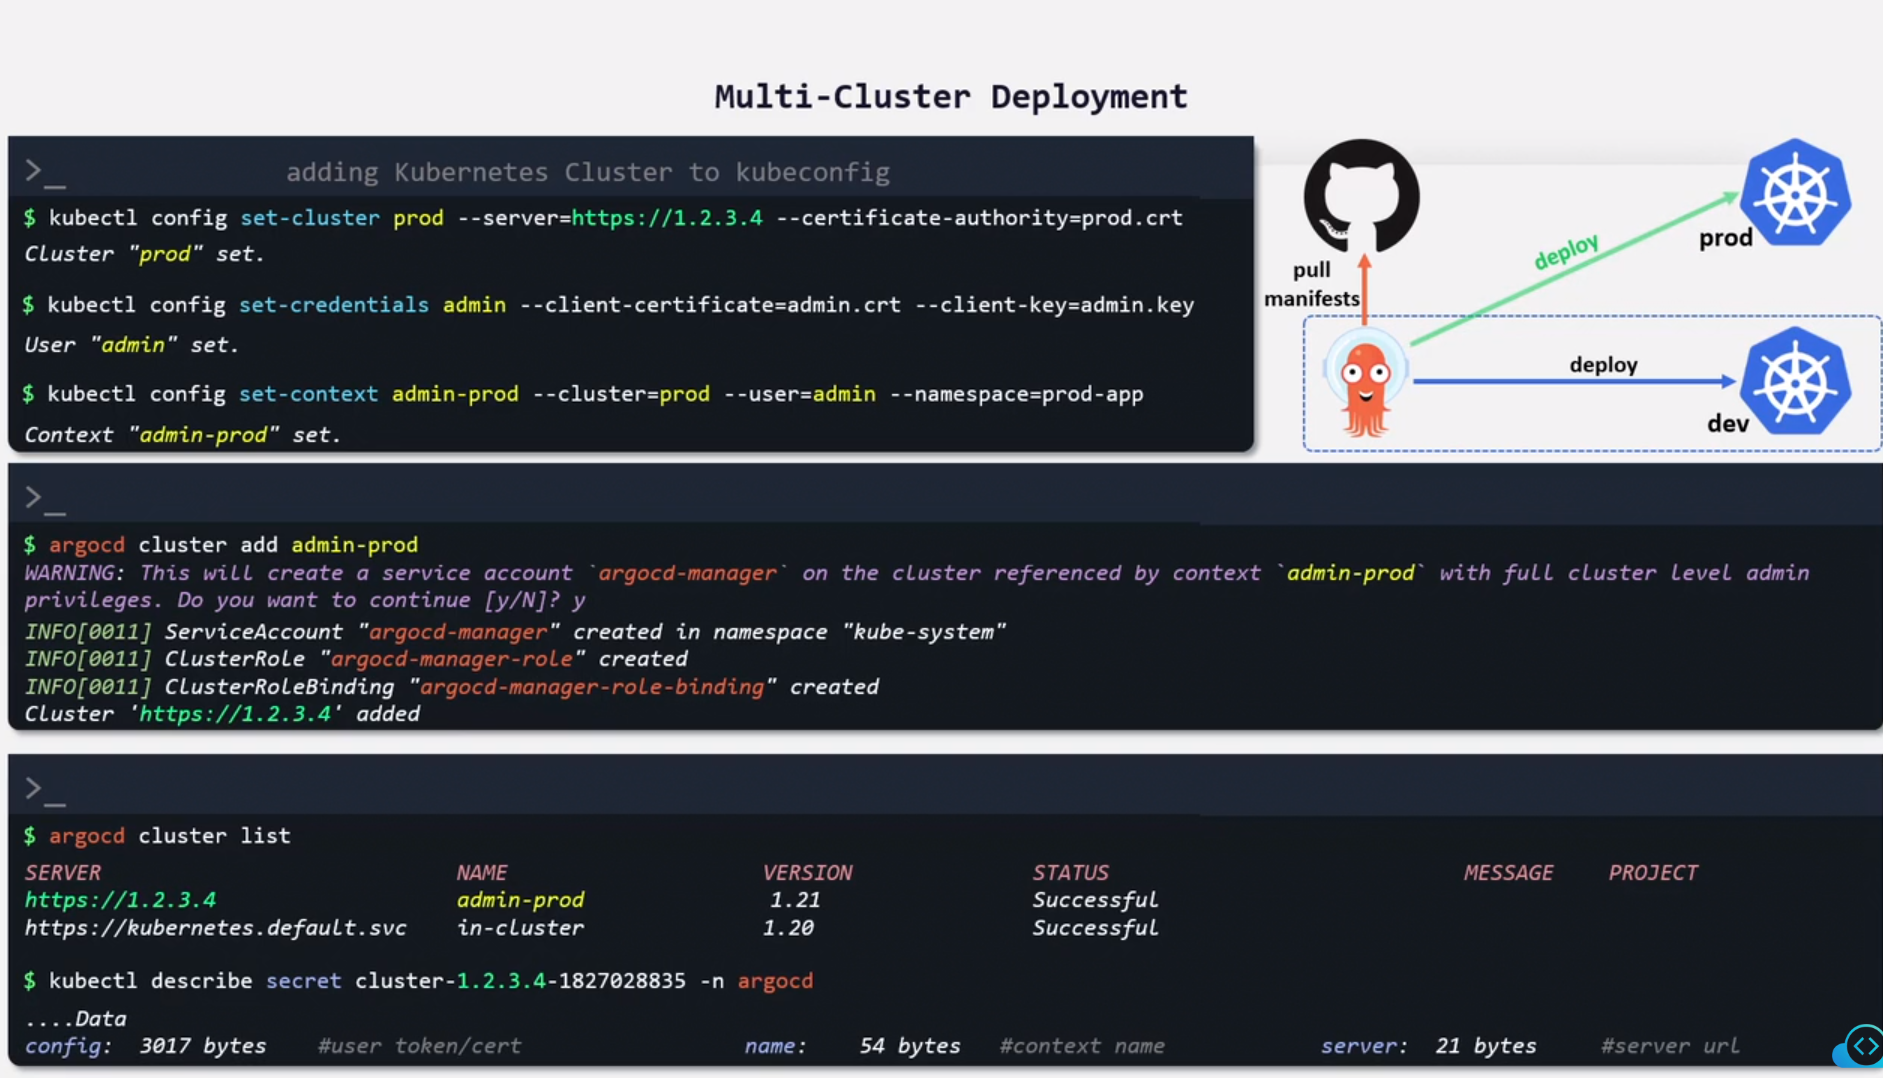 Multi-Cluster Deployment
>_ adding Kubernetes Cluster to kubeconfig
$ kubectl config set-cluster prod --server=https://1.2.3.4 --certificate-authority=prod.crt
Cluster "prod" set.
$ kubectl config set-credentials admin --client-certificate=admin.crt --client-key=admin.key
User "admin" set.
$ kubectl config set-context admin-prod --cluster=prod --user=admin --namespace=prod-app
Context "admin-prod" set.
pull
manifests
deploy
prod
deploy
dev
>_
$ argocd cluster add admin-prod
WARNING: This will create a service account `argocd-manager` on the cluster referenced by context `admin-prod` with full cluster level admin
privileges. Do you want to continue [y/N]? y
INFO[0011] ServiceAccount "argocd-manager" created in namespace "kube-system"
INFO[0011] ClusterRole "argocd-manager-role" created
INFO[0011] ClusterRoleBinding "argocd-manager-role-binding" created
Cluster 'https://1.2.3.4' added
>_
$ argocd cluster list
SERVER NAME VERSION STATUS MESSAGE PROJECT
https://1.2.3.4 admin-prod 1.21 Successful
https://kubernetes.default.svc in-cluster 1.20 Successful
$ kubectl describe secret cluster-1.2.3.4-1827028835 -n argocd
....Data
config: 3017 bytes #user token/cert name: 54 bytes #context name server: 21 bytes #server url